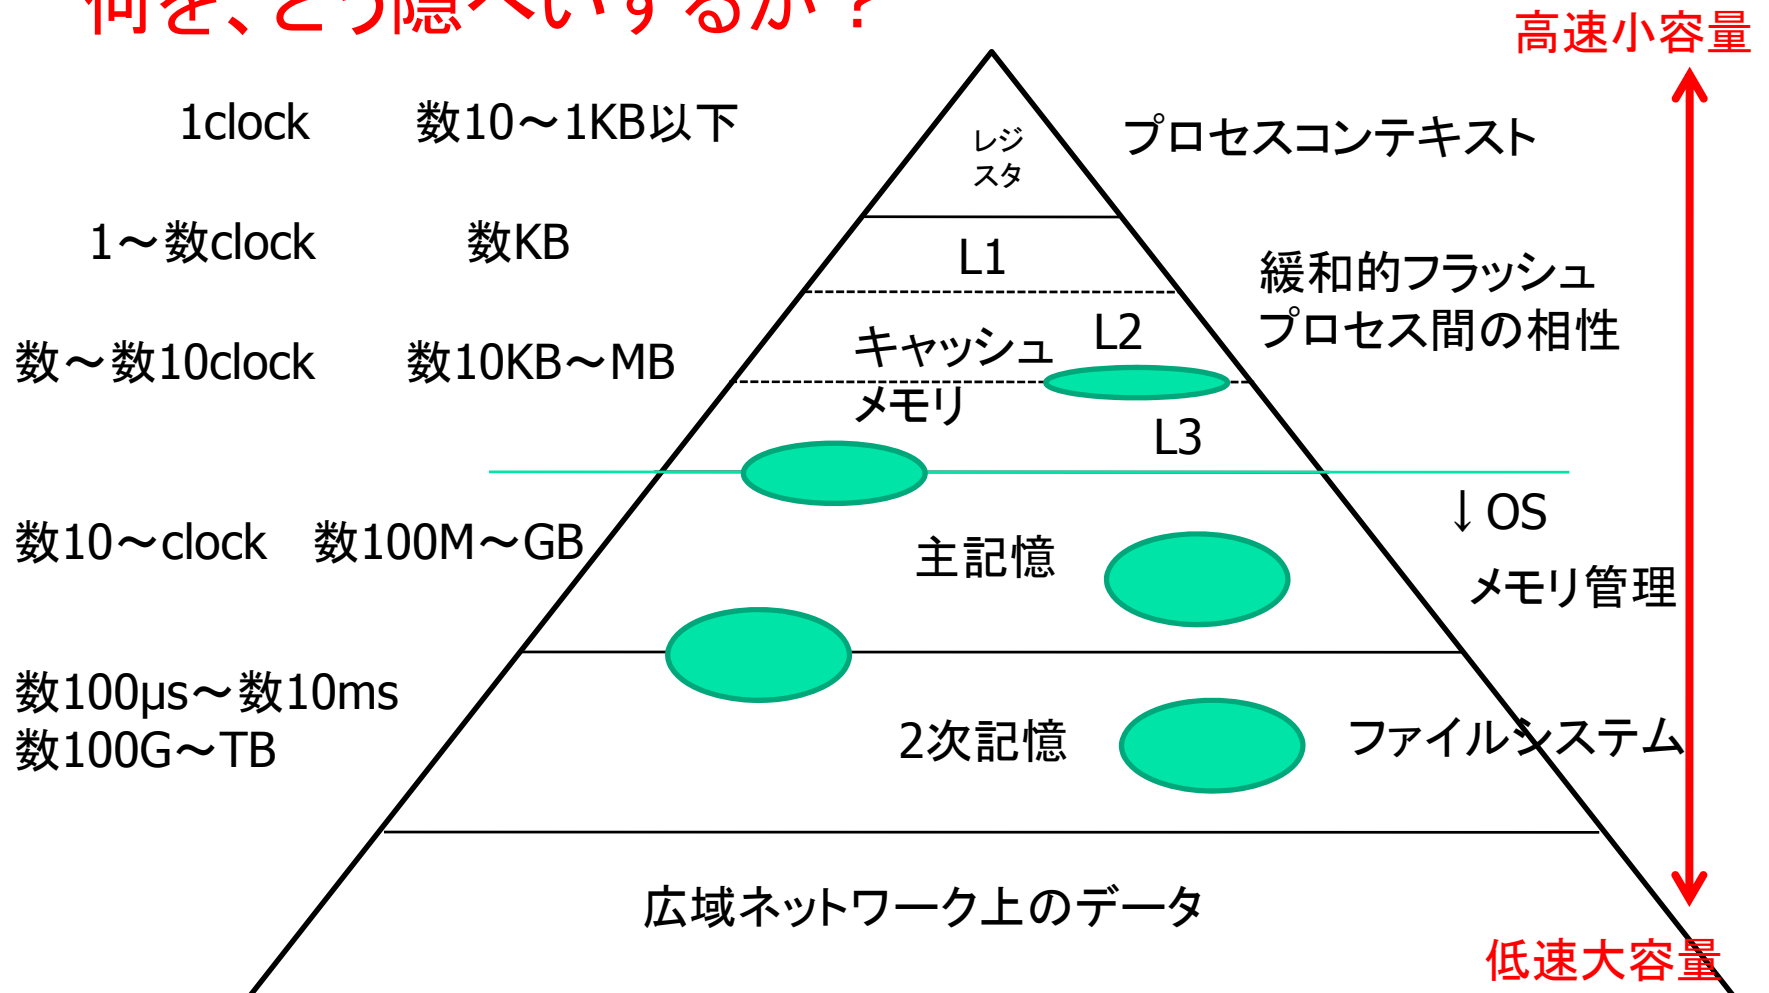 何を、どう隠ぺいするか？
高速小容量
1clock 数10～1KB以下
レジ
スタ
プロセスコンテキスト
1～数clock 数KB
L1
緩和的フラッシュ
プロセス間の相性
数～数10clock 数10KB～MB
キャッシュ
メモリ
L2
L3
↓OS
メモリ管理
数10～clock 数100M～GB
主記憶
数100μs～数10ms
数100G～TB
2次記憶
ファイルシステム
広域ネットワーク上のデータ
低速大容量